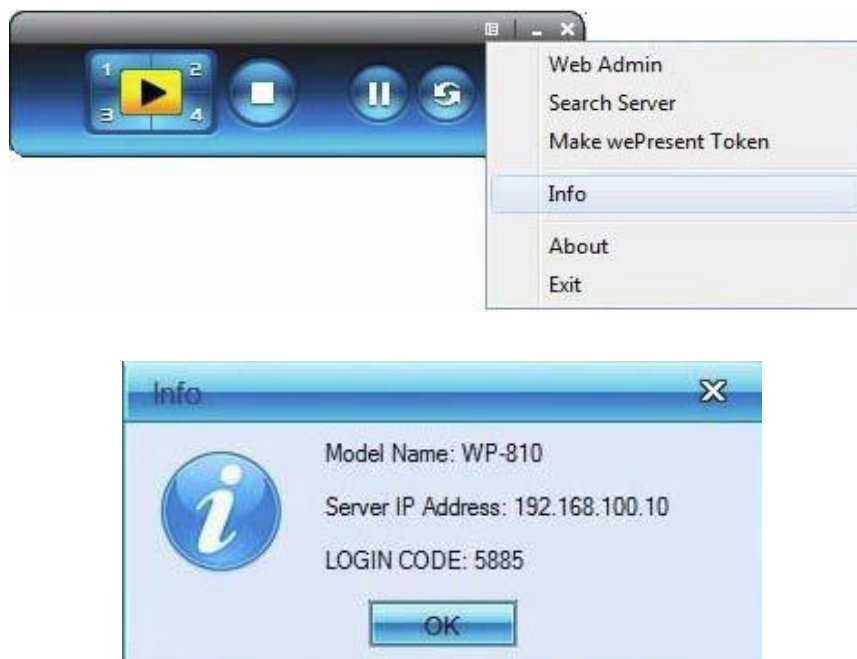 1 2
3 4
Web Admin
Search Server
Make wePresent Token
Info
About
Exit
Info
Model Name: WP-810
Server IP Address: 192.168.100.10
LOGIN CODE: 5885
OK